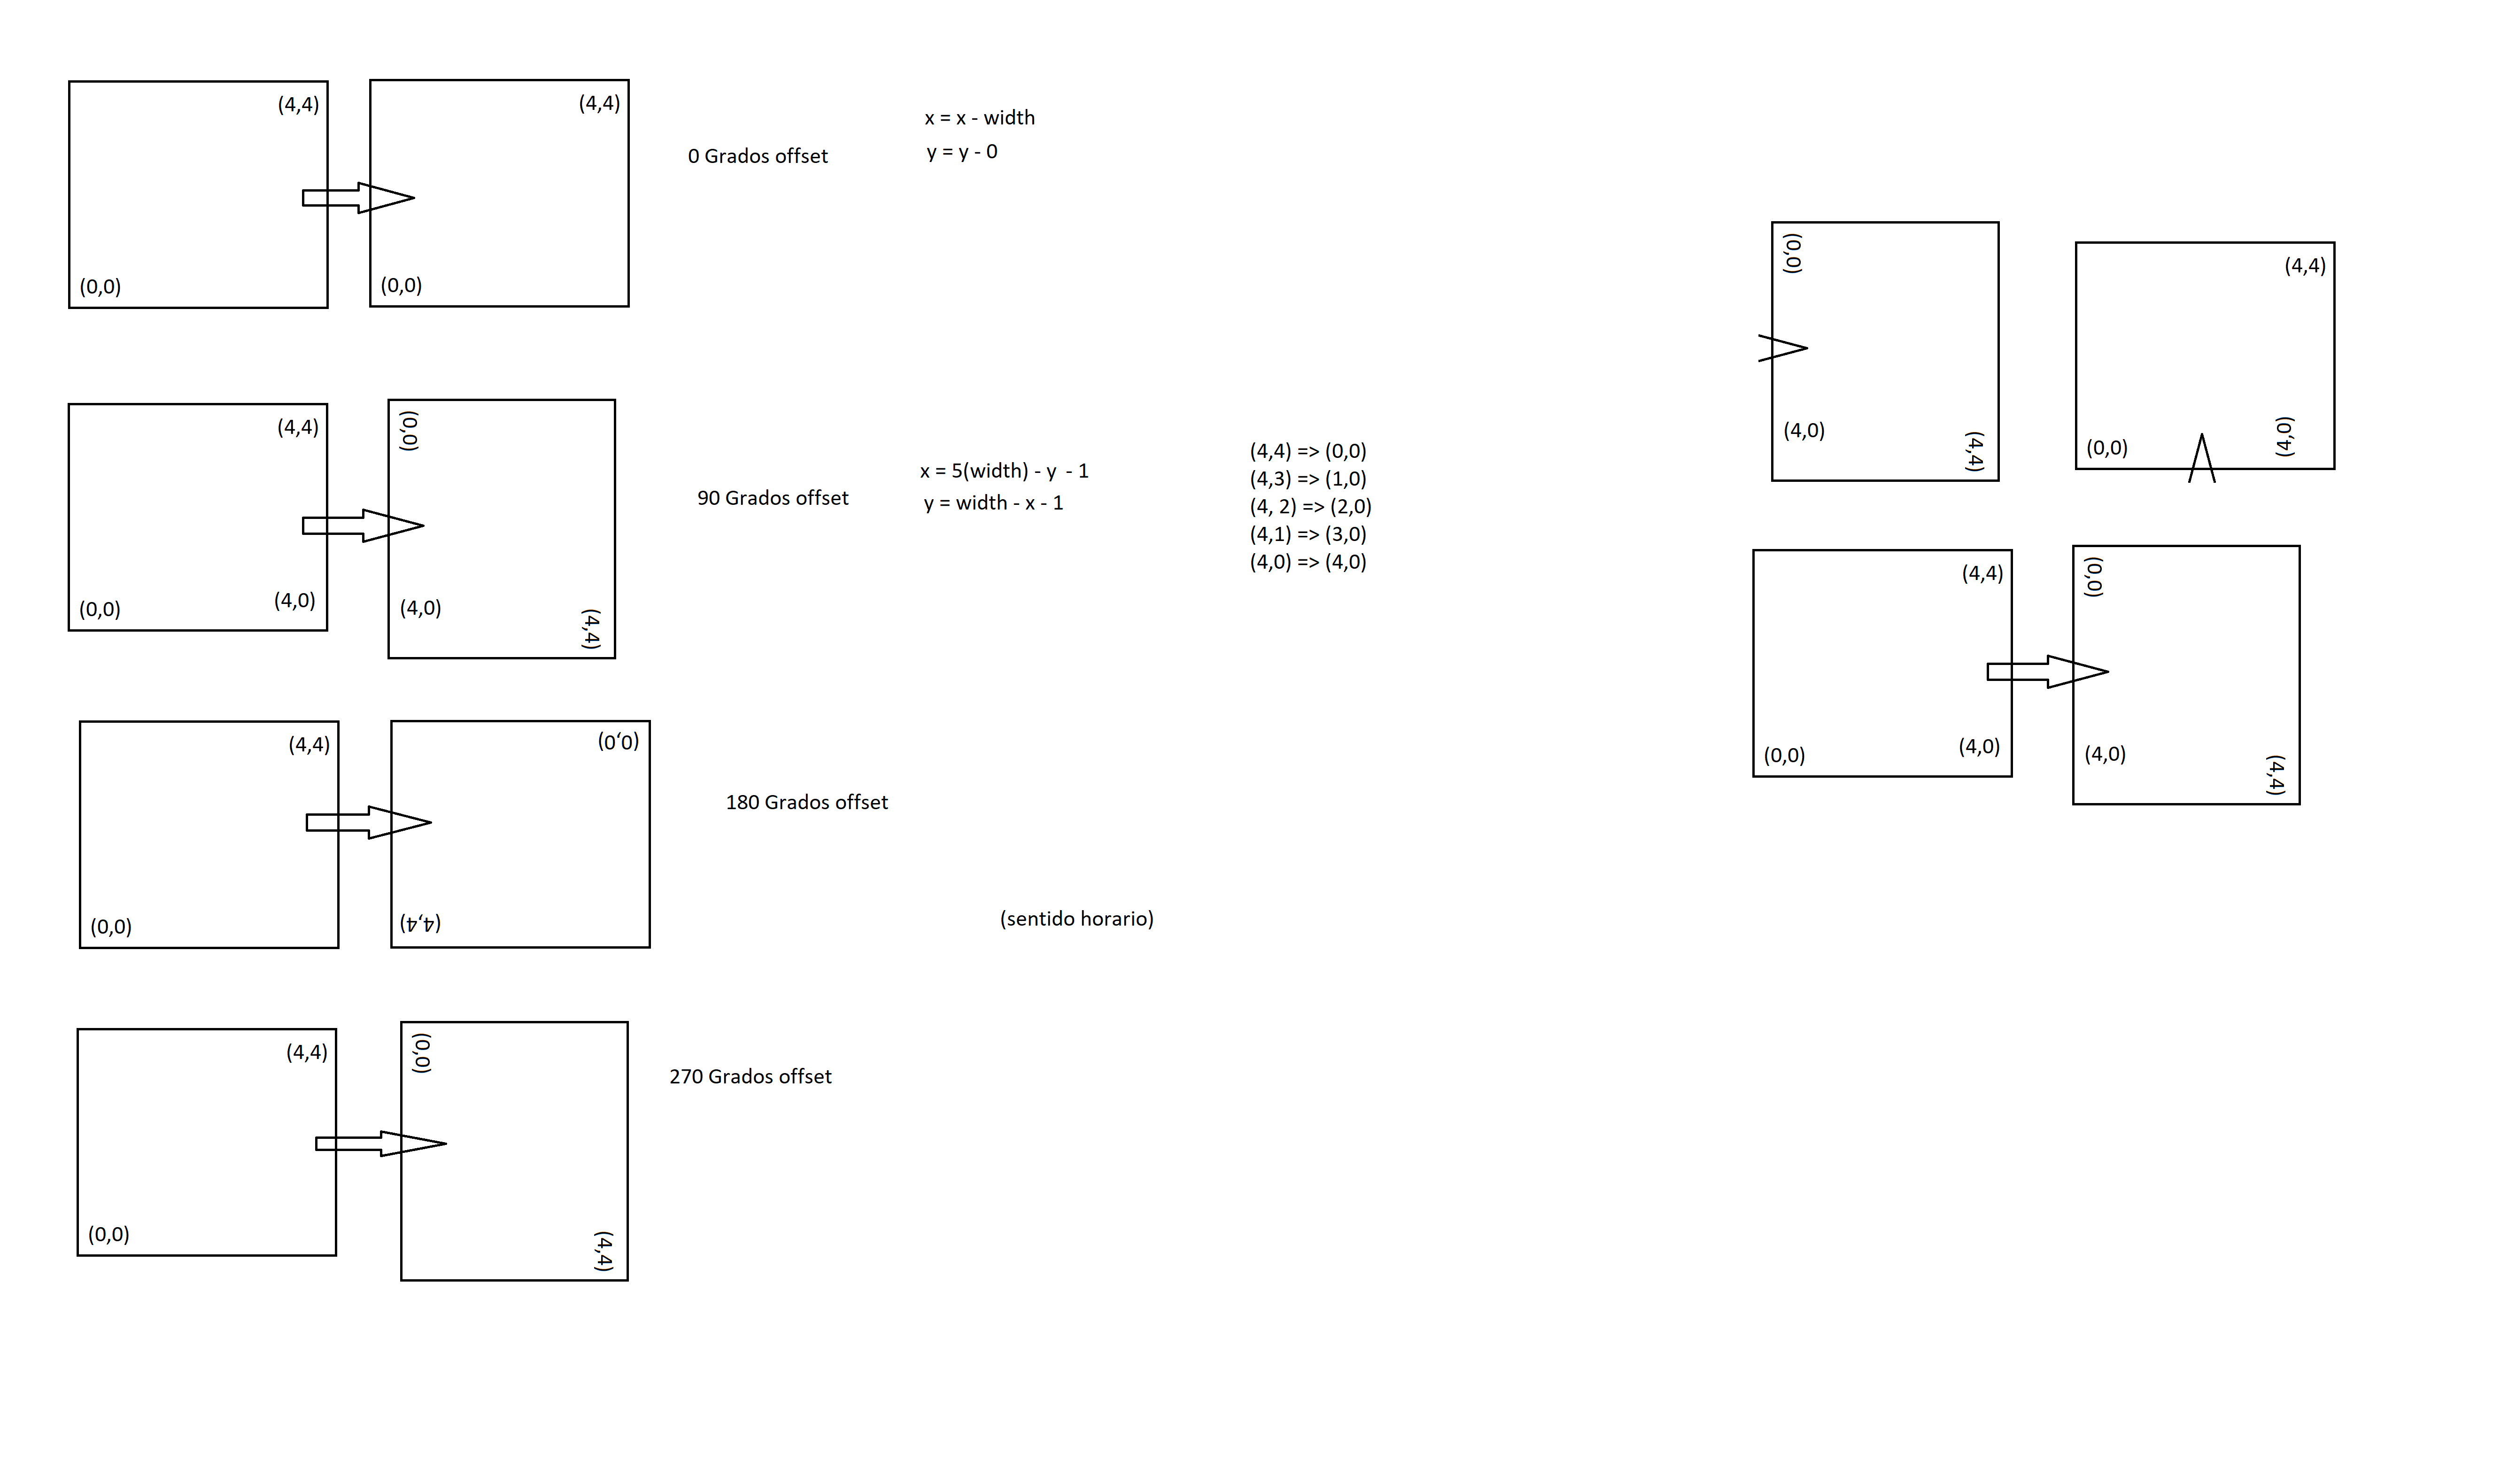 (4,4)
(4,4)
x = x - width
y = y - 0
0 Grados offset
(0,0)
(0,0)
(4,4)
(0,0)
x = 5(width) - y - 1
y = width - x - 1
90 Grados offset
(0,0)
(4,0)
(4,0)
(4,4)
(4,4) => (0,0)
(4,3) => (1,0)
(4, 2) => (2,0)
(4,1) => (3,0)
(4,0) => (4,0)
(4,4)
(0,0)
180 Grados offset
(0,0)
(4,4)
(sentido horario)
(4,4)
(0,0)
270 Grados offset
(0,0)
(4,4)
(0,0)
(4,0)
(4,4)
(4,4)
(0,0)
(4,0)
(4,4)
(0,0)
(0,0)
(4,0)
(4,0)
(4,4)